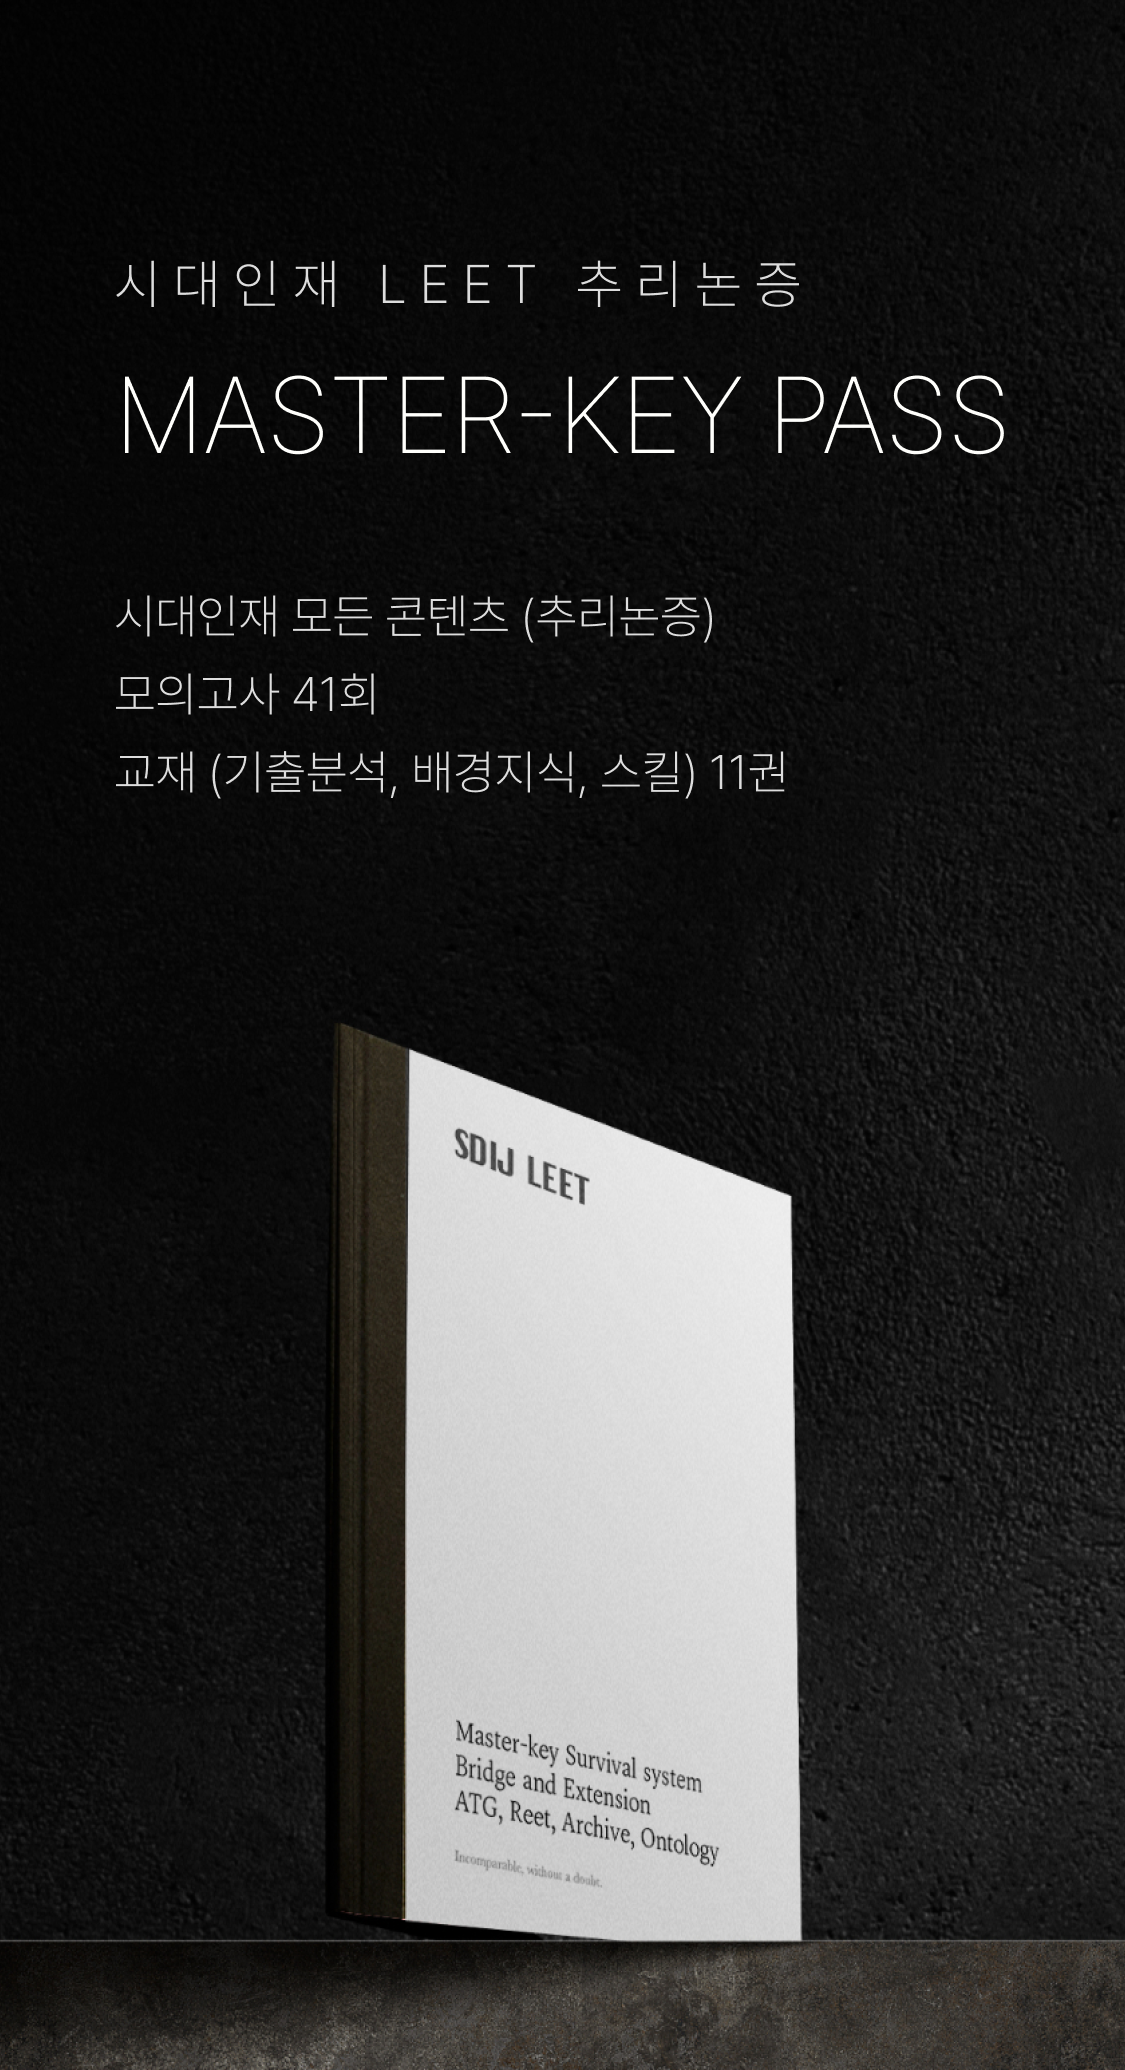 시대인재 LEET 추리논증
MASTER-KEY PASS
시대인재 모든 콘텐츠 (추리논증)
모의고사 41회
교재 (기출분석, 배경지식, 스킬) 11권
SDIJ LEET
Master-key Survival system
Bridge and Extension
ATG, Reet, Archive, Ontology
Incomparable, without a doubt.